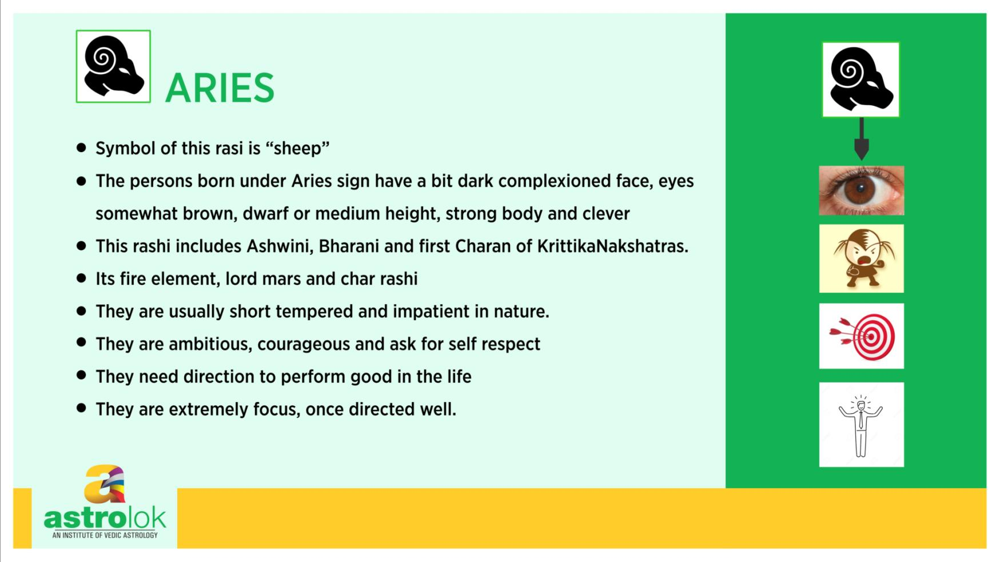 ARIES
● Symbol of this rasi is “sheep”
● The persons born under Aries sign have a bit dark complexioned face, eyes
somewhat brown, dwarf or medium height, strong body and clever
● This rashi includes Ashwini, Bharani and first Charan of KrittikaNakshatras.
● Its fire element, lord mars and char rashi
● They are usually short tempered and impatient in nature.
● They are ambitious, courageous and ask for self respect
● They need direction to perform good in the life
● They are extremely focus, once directed well.
a
astrolok
AN INSTITUTE OF VEDIC ASTROLOGY